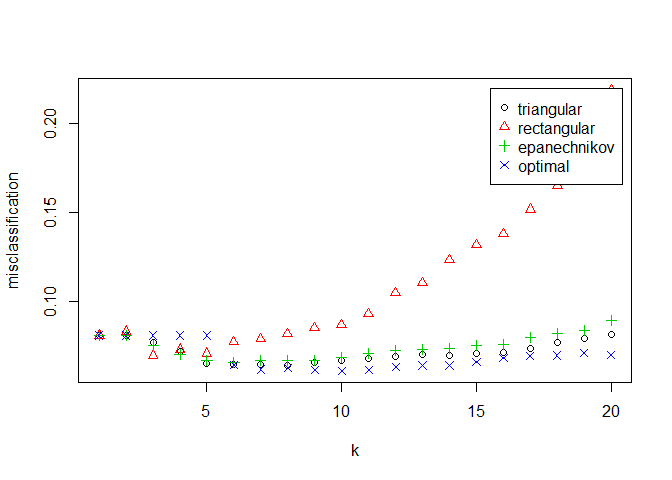 triangular
rectangular
epanechnikov
optimal
misclassification
0.20
0.15
0.10
5
10
15
20
k